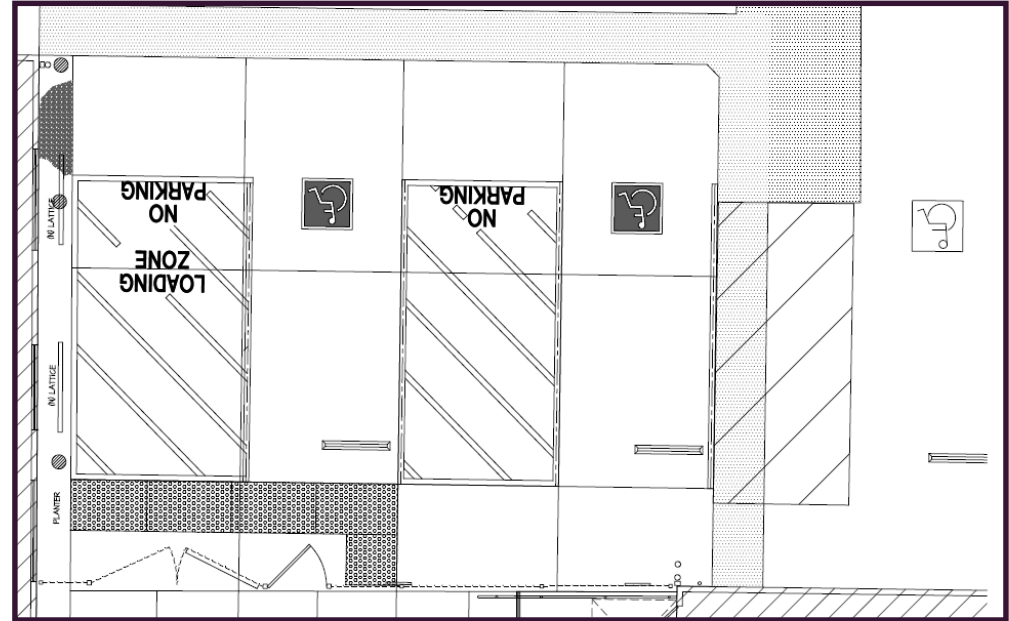 LOADING
ZONE
NO
PARKING
NO
PARKING
(N) LATTICE
(N) LATTICE
PLANTER